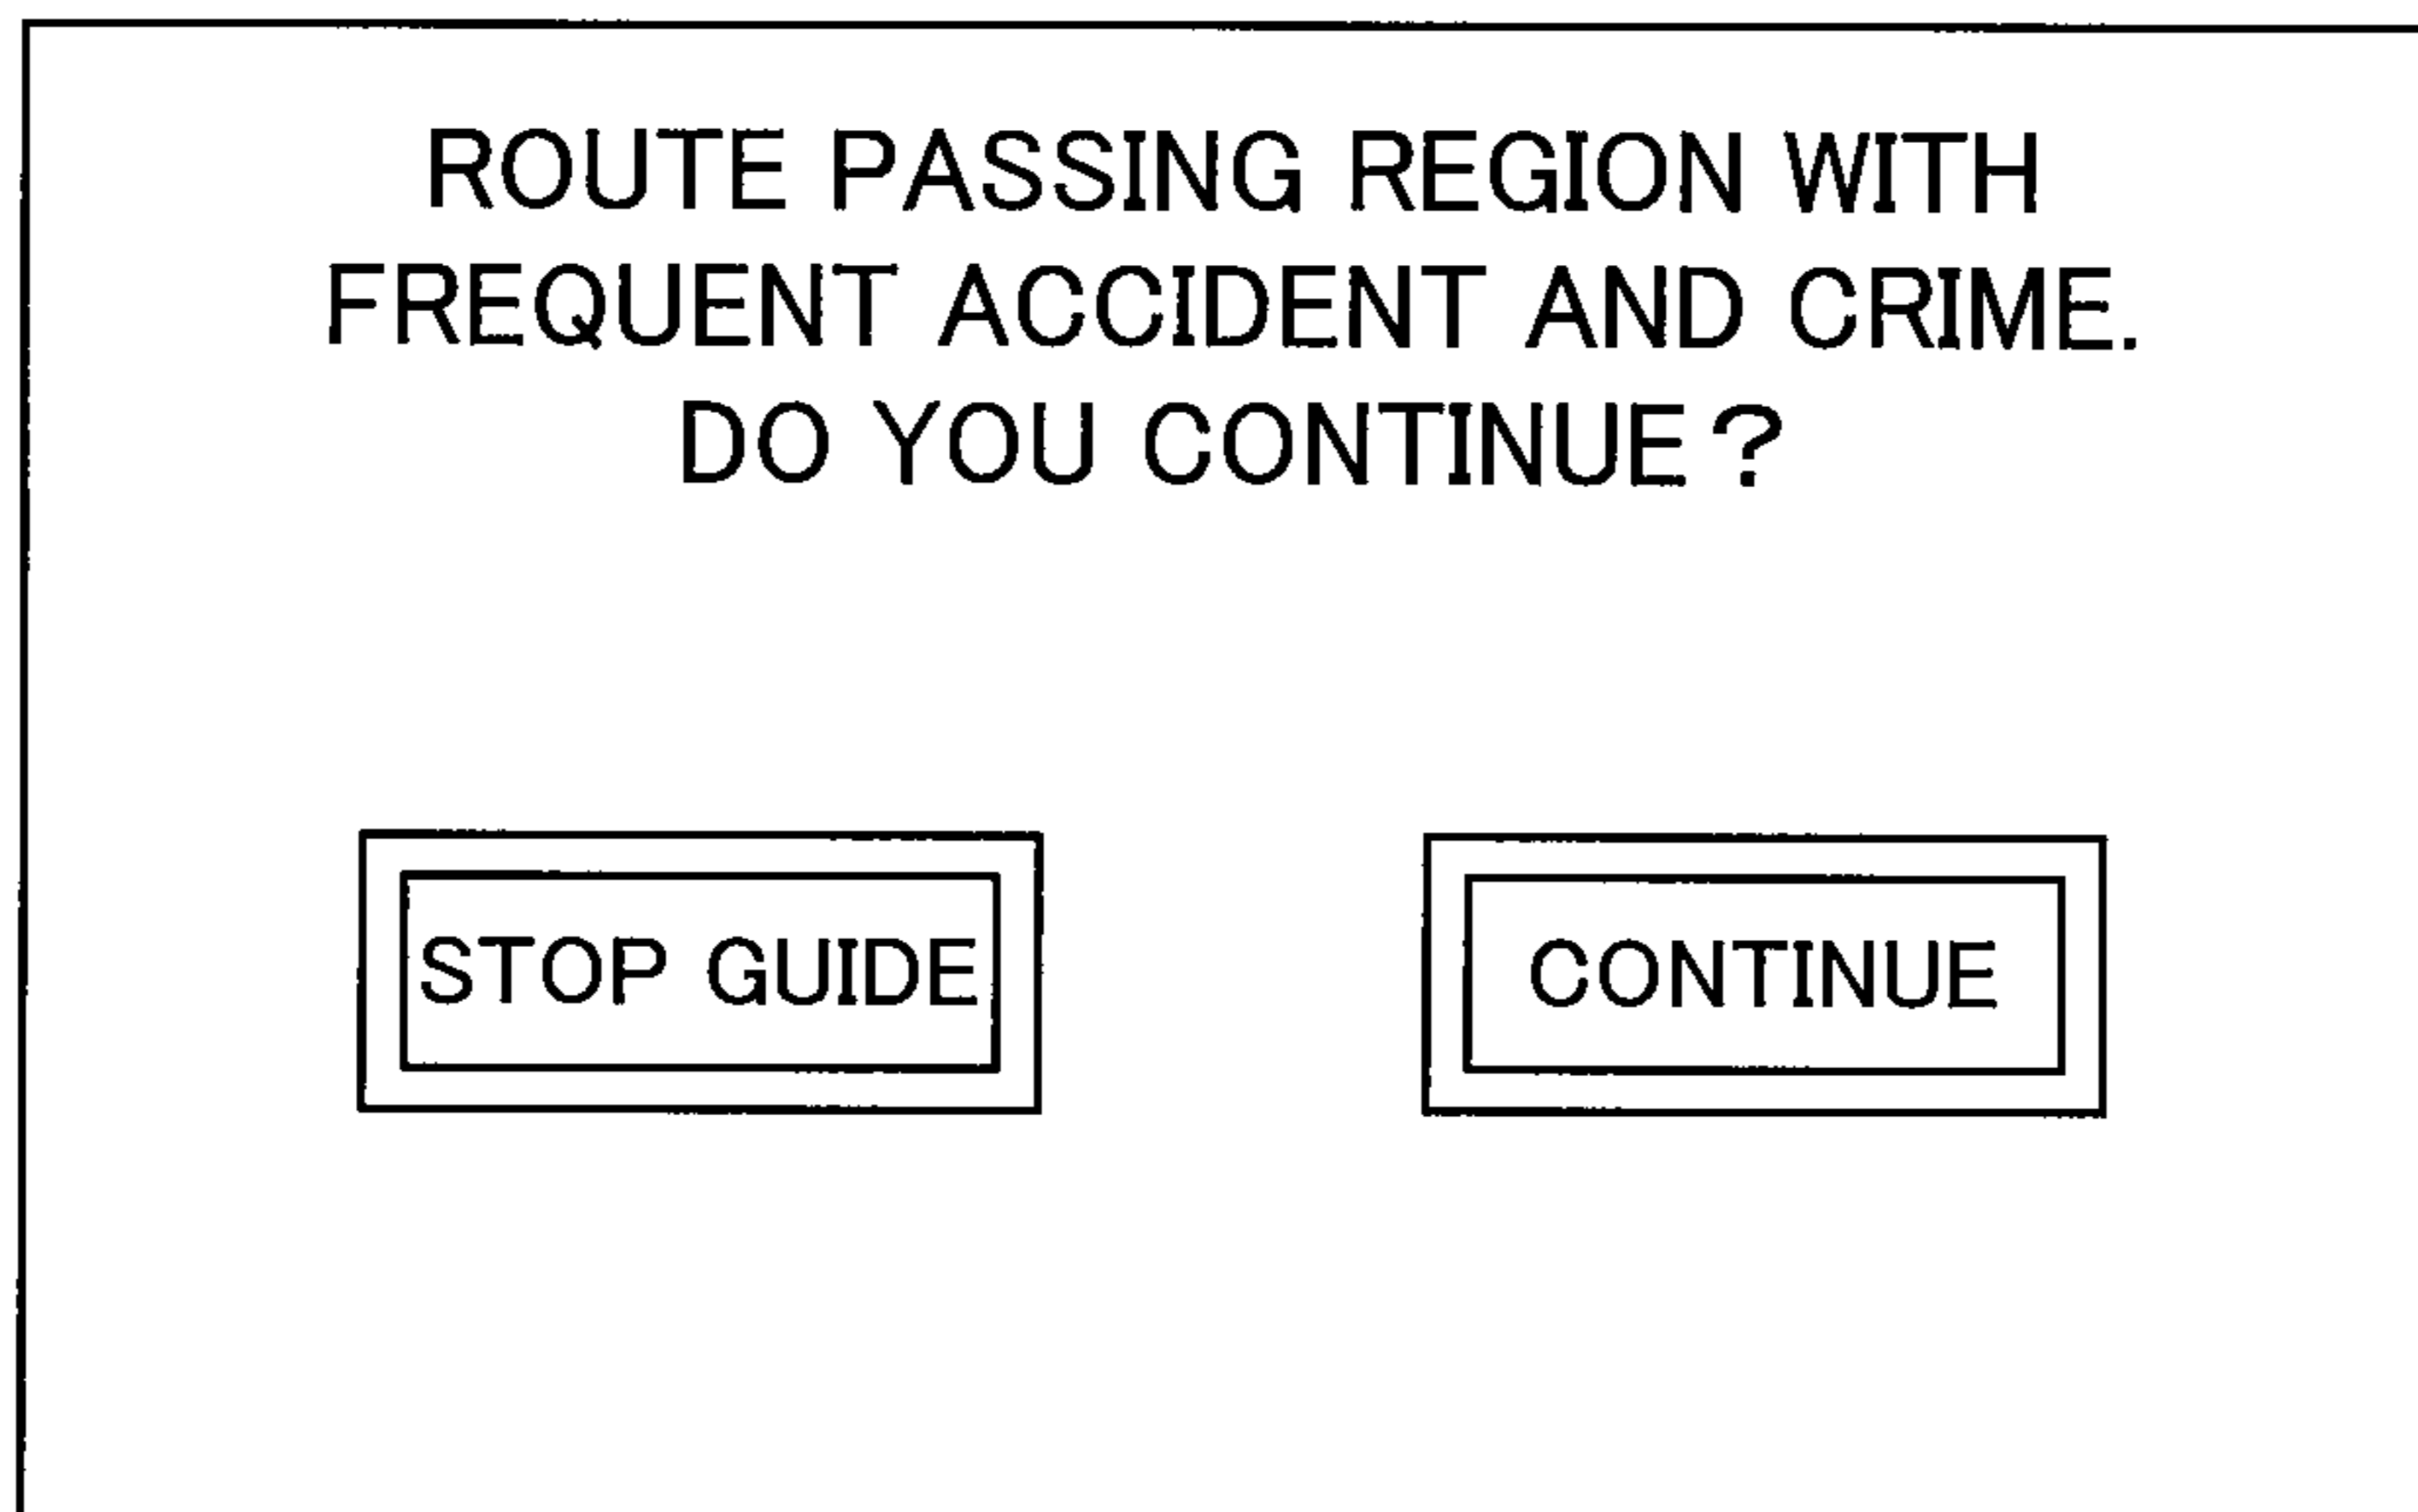 ROUTE PASSING REGION WITH
FREQUENT ACCIDENT AND CRIME.
DO YOU CONTINUE?
STOP GUIDE
CONTINUE